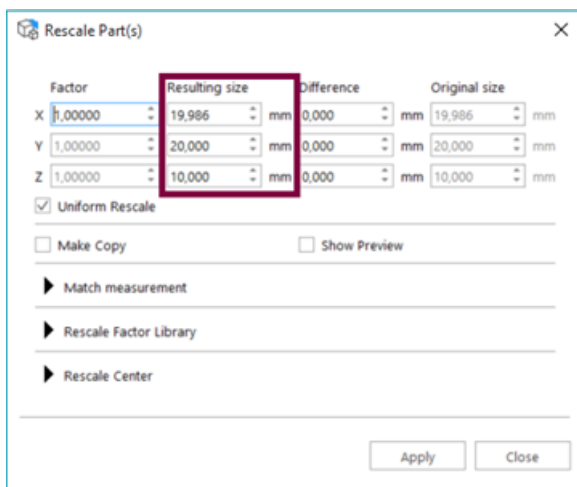 Rescale Part(s)
Factor Resulting size Difference Original size
X 1,00000 19,986 mm 0,000 mm 19,986 mm
Y 1,00000 20,000 mm 0,000 mm 20,000 mm
Z 1,00000 10,000 mm 0,000 mm 10,000 mm
Uniform Rescale
Make Copy Show Preview
Match measurement
Rescale Factor Library
Rescale Center
Apply Close